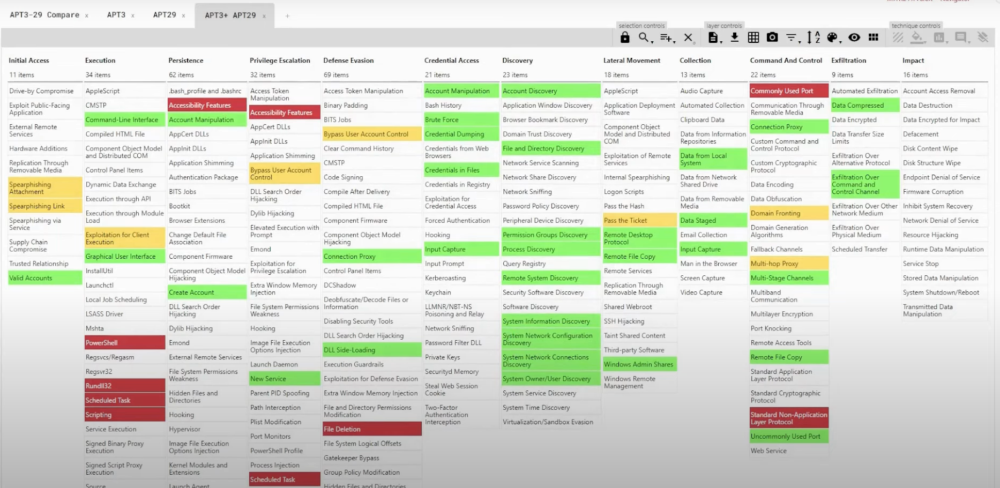 APT3-29 Compare x
APT3 x
APT29 x
APT3+ APT29 x
+
selection controls
layer controls
technique controls
Initial Access
11 items
Drive-by Compromise
Exploit Public-Facing
Application
External Remote
Services
Hardware Additions
Replication Through
Removable Media
Spearphishing
Attachment
Spearphishing Link
Spearphishing via
Service
Supply Chain
Compromise
Trusted Relationship
Valid Accounts
Execution
34 items
AppleScript
CMSTP
Command-Line Interface
Compiled HTML File
Component Object Model
and Distributed COM
Control Panel Items
Dynamic Data Exchange
Execution through API
Execution through Module
Load
Exploitation for Client
Execution
Graphical User Interface
InstallUtil
Launchctl
Local Job Scheduling
LSASS Driver
Mshta
PowerShell
Regsvcs/Regasm
Regsvr32
Rundll32
Scheduled Task
Scripting
Service Execution
Signed Binary Proxy
Execution
Signed Script Proxy
Execution
Source
Persistence
62 items
.bash_profile and .bashrc
Accessibility Features
Account Manipulation
AppCert DLLs
AppInit DLLs
Application Shimming
Authentication Package
BITS Jobs
Bootkit
Browser Extensions
Change Default File
Association
Component Firmware
Component Object Model
Hijacking
Create Account
DLL Search Order
Hijacking
Dylib Hijacking
Emond
External Remote Services
File System Permissions
Weakness
Hidden Files and
Directories
Hooking
Hypervisor
Image File Execution
Options Injection
Kernel Modules and
Extensions
Launch Agent
Privilege Escalation
32 items
Access Token
Manipulation
Accessibility Features
AppCert DLLs
AppInit DLLs
Application Shimming
Bypass User Account
Control
DLL Search Order
Hijacking
Dylib Hijacking
Elevated Execution with
Prompt
Emond
Exploitation for
Privilege Escalation
Extra Window Memory
Injection
File System Permissions
Weakness
Hooking
Image File Execution
Options Injection
Launch Daemon
New Service
Parent PID Spoofing
Path Interception
Plist Modification
Port Monitors
PowerShell Profile
Process Injection
Scheduled Task
Defense Evasion
69 items
Access Token Manipulation
Binary Padding
BITS Jobs
Bypass User Account Control
Clear Command History
CMSTP
Code Signing
Compile After Delivery
Compiled HTML File
Component Firmware
Component Object Model
Hijacking
Connection Proxy
Control Panel Items
DCShadow
Deobfuscate/Decode Files or
Information
Disabling Security Tools
DLL Search Order Hijacking
DLL Side-Loading
Execution Guardrails
Exploitation for Defense Evasion
Extra Window Memory Injection
File and Directory Permissions
Modification
File Deletion
File System Logical Offsets
Gatekeeper Bypass
Group Policy Modification
Hidden Files and Directories
Credential Access
21 items
Account Manipulation
Bash History
Brute Force
Credential Dumping
Credentials from Web
Browsers
Credentials in Files
Credentials in Registry
Exploitation for
Credential Access
Forced Authentication
Hooking
Input Capture
Input Prompt
Kerberoasting
Keychain
LLMNR/NBT-NS
Poisoning and Relay
Network Sniffing
Password Filter DLL
Private Keys
Securityd Memory
Steal Web Session
Cookie
Two-Factor
Authentication
Interception
Discovery
23 items
Account Discovery
Application Window Discovery
Browser Bookmark Discovery
Domain Trust Discovery
File and Directory Discovery
Network Service Scanning
Network Share Discovery
Network Sniffing
Password Policy Discovery
Peripheral Device Discovery
Permission Groups Discovery
Process Discovery
Query Registry
Remote System Discovery
Security Software Discovery
Software Discovery
System Information Discovery
System Network Configuration
Discovery
System Network Connections
Discovery
System Owner/User Discovery
System Service Discovery
System Time Discovery
Virtualization/Sandbox Evasion
Lateral Movement
18 items
AppleScript
Application Deployment
Software
Component Object
Model and Distributed
COM
Exploitation of Remote
Services
Internal Spearphishing
Logon Scripts
Pass the Hash
Pass the Ticket
Remote Desktop
Protocol
Remote File Copy
Remote Services
Replication Through
Removable Media
Shared Webroot
SSH Hijacking
Taint Shared Content
Third-party Software
Windows Admin Shares
Windows Remote
Management
Collection
13 items
Audio Capture
Automated Collection
Clipboard Data
Data from Information
Repositories
Data from Local
System
Data from Network
Shared Drive
Data from Removable
Media
Data Staged
Email Collection
Input Capture
Man in the Browser
Screen Capture
Video Capture
Command And Control
22 items
Commonly Used Port
Communication Through
Removable Media
Connection Proxy
Custom Command and
Control Protocol
Custom Cryptographic
Protocol
Data Encoding
Data Obfuscation
Domain Fronting
Domain Generation
Algorithms
Fallback Channels
Multi-hop Proxy
Multi-Stage Channels
Multiband
Communication
Multilayer Encryption
Port Knocking
Remote Access Tools
Remote File Copy
Standard Application
Layer Protocol
Standard Cryptographic
Protocol
Standard Non-Application
Layer Protocol
Uncommonly Used Port
Web Service
Exfiltration
9 items
Automated Exfiltration
Data Compressed
Data Encrypted
Data Transfer Size
Limits
Exfiltration Over
Alternative Protocol
Exfiltration Over
Command and
Control Channel
Exfiltration Over Other
Network Medium
Exfiltration Over
Physical Medium
Scheduled Transfer
Impact
16 items
Account Access Removal
Data Destruction
Data Encrypted for Impact
Defacement
Disk Content Wipe
Disk Structure Wipe
Endpoint Denial of Service
Firmware Corruption
Inhibit System Recovery
Network Denial of Service
Resource Hijacking
Runtime Data Manipulation
Service Stop
Stored Data Manipulation
System Shutdown/Reboot
Transmitted Data
Manipulation